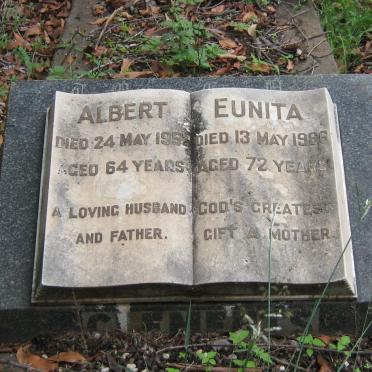 ALBERT
DIED 24 MAY
AGED 64 YEARS
A LOVING HUSBAND
AND FATHER.
EUNITA
DIED 13 MAY
AGED 72 YEARS
GOD'S GREATEST
GIFT A MOTHER.